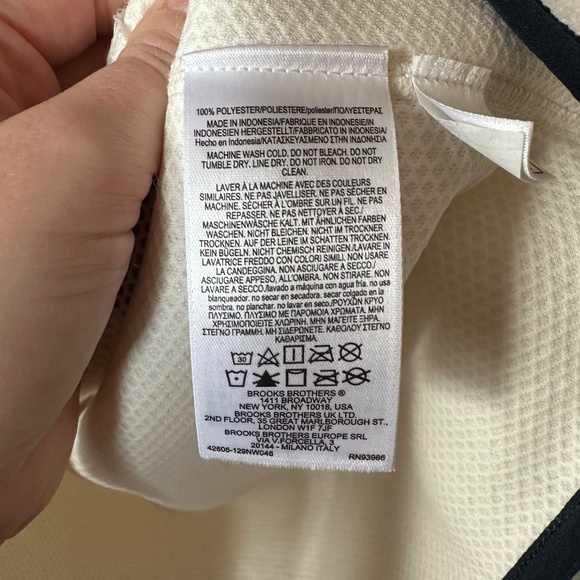 100% POLYESTER/POLIESTERE/poliester/ΠΟΛΥΕΣΤΕΡΑΣ
MADE IN INDONESIA/FABRIQUE EN INDONESIE/IN
INDONESIEN HERGESTELLT/FABBRICATO IN INDONESIA/
Hecho en Indonesia/ΚΑΤΑΣΚΕΥΑΣΜΕΝΟ ΣΤΗΝ ΙΝΔΟΝΗΣΙΑ
MACHINE WASH COLD. DO NOT BLEACH. DO NOT
TUMBLE DRY. LINE DRY. DO NOT IRON. DO NOT DRY
CLEAN.
LAVER À LA MACHINE AVEC DES COULEURS
SIMILAIRES. NE PAS JAVELLISER. NE PAS SÉCHER EN
MACHINE. SÉCHER À L'OMBRE SUR UN FIL. NE PAS
REPASSER. NE PAS NETTOYER À SEC./
MASCHINENWÄSCHE KALT. MIT ÄHNLICHEN FARBEN
WASCHEN. NICHT BLEICHEN. NICHT IM TROCKNER
TROCKNEN. AUF DER LEINE IM SCHATTEN TROCKNEN.
KEIN BÜGELN. NICHT CHEMISCH REINIGEN./LAVARE IN
LAVATRICE FREDDO CON COLORI SIMILI. NON USARE
LA CANDEGGINA. NON ASCIUGARE A SECCO/
ASCIUGARE APPESO, ALL'OMBRA. NON STIRARE. NON
LAVARE A SECCO/lavado a máquina con agua fría. no usa
blanqueador. no secar en secadora. secar colgado en la
sombra. no planchar. no lavar en seco/ΡΟΥΧΩΝ ΚΡΥΟ
ΠΛΥΣΙΜΟ. ΠΛΥΝΕΤΕ ΜΕ ΠΑΡΟΜΟΙΑ ΧΡΩΜΑΤΑ. ΜΗΝ
ΧΡΗΣΙΜΟΠΟΙΕΙΤΕ ΧΛΩΡΙΝΗ. ΜΗΝ ΜΑΓΕΙΤΕ ΞΗΡΟ.
ΣΤΕΓΝΟ ΓΡΑΜΜΗ. ΜΗ ΣΙΔΕΡΩΝΕΤΕ. ΚΑΘΟΛΟΥ ΣΤΕΓΝΟ
ΚΑΘΑΡΙΣΜΑ.
30
BROOKS BROTHERS ®
1411 BROADWAY
NEW YORK, NY 10018, USA
BROOKS BROTHERS UK LTD.
2ND FLOOR, 35 GREAT MARLBOROUGH ST.,
LONDON W1F 7JF
BROOKS BROTHERS EUROPE SRL
VIA V.FORCELLA, 3
20144 - MILANO ITALY
42605-129NW046 RN93986